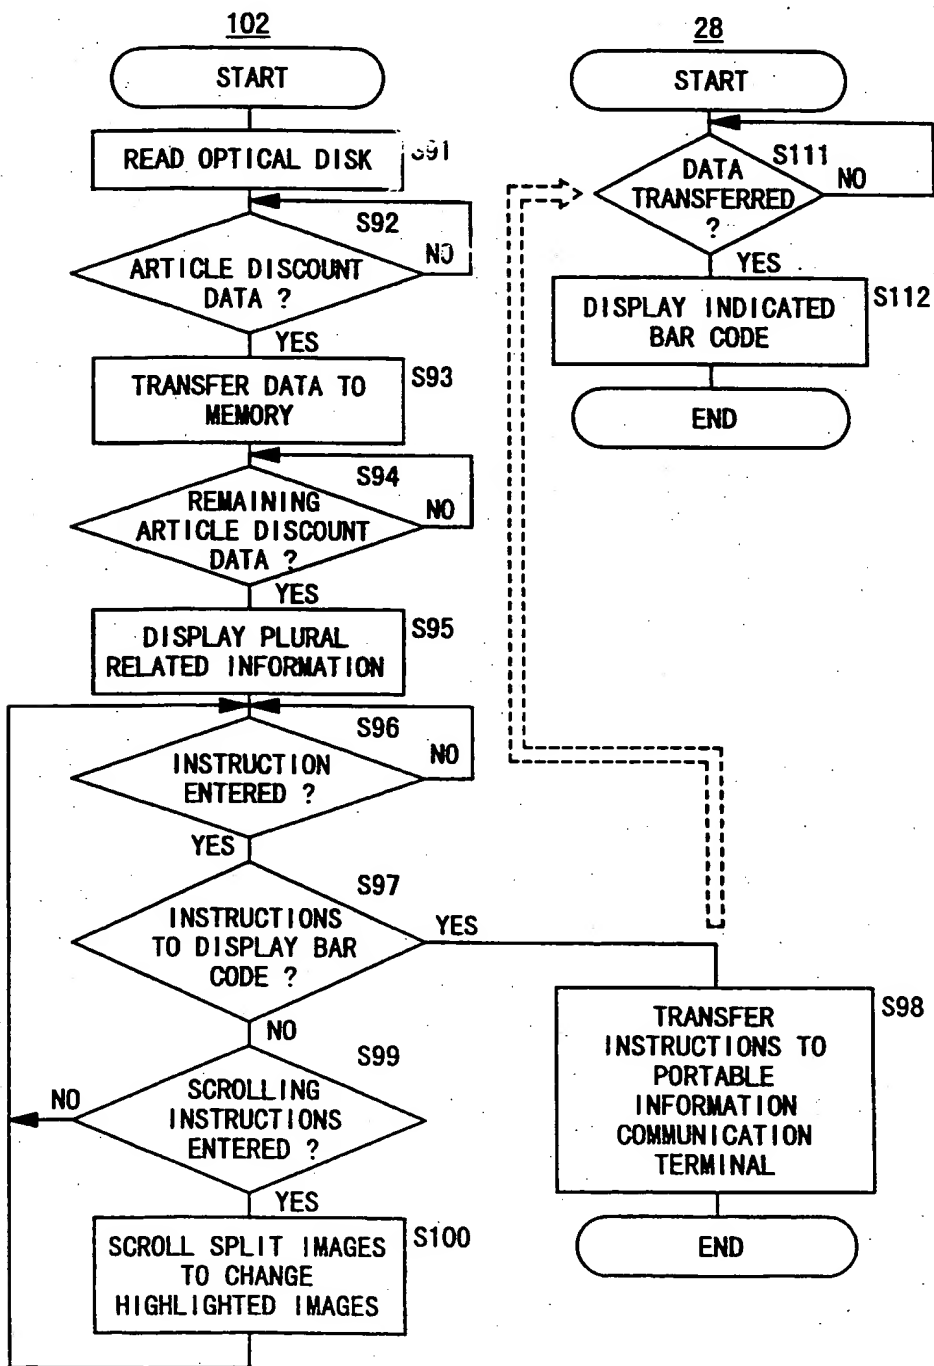 102
START
READ OPTICAL DISK
S91
S92
ARTICLE DISCOUNT
DATA ?
NO
YES
TRANSFER DATA TO
MEMORY
S93
S94
REMAINING
ARTICLE DISCOUNT
DATA ?
NO
YES
DISPLAY PLURAL
RELATED INFORMATION
S95
S96
INSTRUCTION
ENTERED ?
NO
YES
S97
INSTRUCTIONS
TO DISPLAY BAR
CODE ?
YES
NO
S99
SCROLLING
INSTRUCTIONS
ENTERED ?
NO
YES
SCROLL SPLIT IMAGES
TO CHANGE
HIGHLIGHTED IMAGES
S100
28
START
S111
DATA
TRANSFERRED
?
NO
YES
DISPLAY INDICATED
BAR CODE
S112
END
TRANSFER
INSTRUCTIONS TO
PORTABLE
INFORMATION
COMMUNICATION
TERMINAL
S98
END